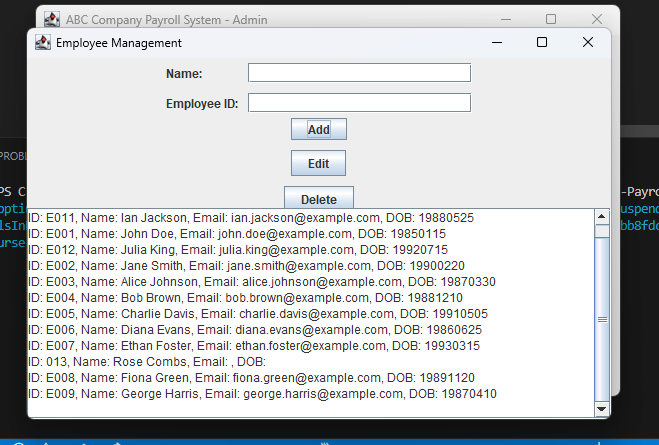 ABC Company Payroll System - Admin
Employee Management
Name:
Employee ID:
Add
Edit
Delete
PROBL
PS C
-Payro
optio
uspend
lsInE
bb8fdc
urse
ID: E011, Name: Ian Jackson, Email: ian.jackson@example.com, DOB: 19880525
ID: E001, Name: John Doe, Email: john.doe@example.com, DOB: 19850115
ID: E012, Name: Julia King, Email: julia.king@example.com, DOB: 19920715
ID: E002, Name: Jane Smith, Email: jane.smith@example.com, DOB: 19900220
ID: E003, Name: Alice Johnson, Email: alice.johnson@example.com, DOB: 19870330
ID: E004, Name: Bob Brown, Email: bob.brown@example.com, DOB: 19881210
ID: E005, Name: Charlie Davis, Email: charlie.davis@example.com, DOB: 19910505
ID: E006, Name: Diana Evans, Email: diana.evans@example.com, DOB: 19860625
ID: E007, Name: Ethan Foster, Email: ethan.foster@example.com, DOB: 19930315
ID: 013, Name: Rose Combs, Email: , DOB:
ID: E008, Name: Fiona Green, Email: fiona.green@example.com, DOB: 19891120
ID: E009, Name: George Harris, Email: george.harris@example.com, DOB: 19870410